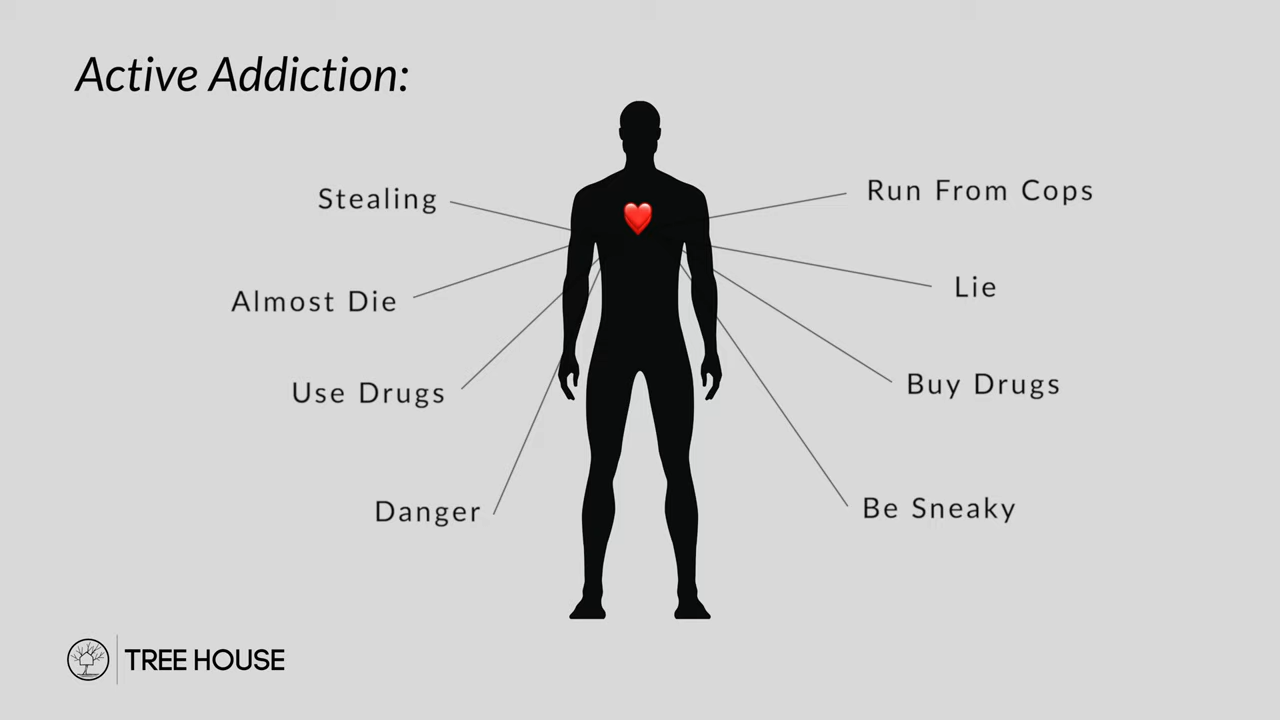 Active Addiction:
Stealing
Almost Die
Use Drugs
Danger
Run From Cops
Lie
Buy Drugs
Be Sneaky
TREE HOUSE